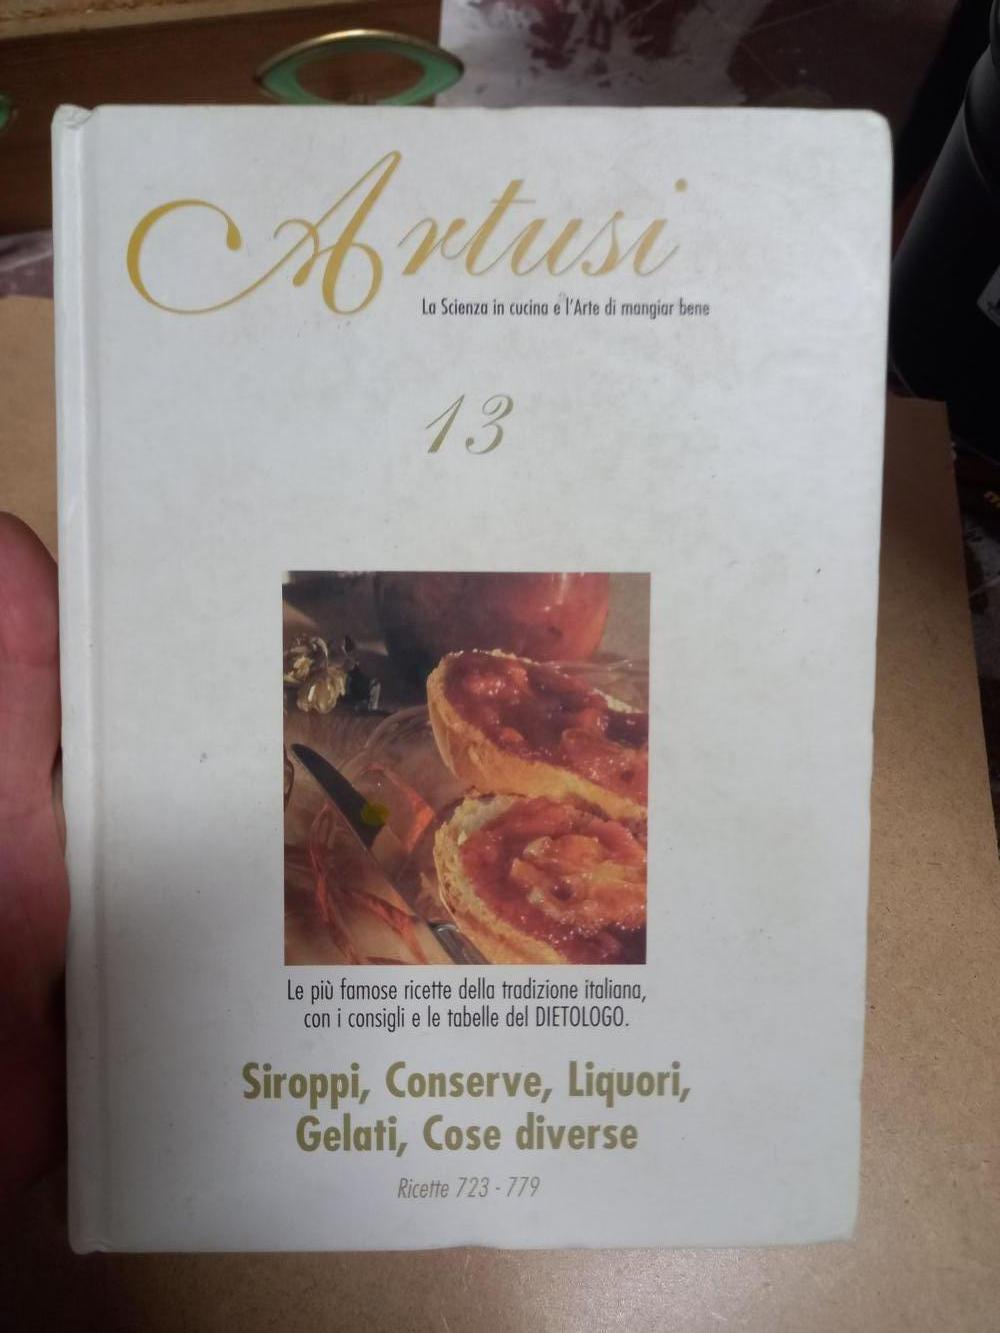 Artusi
La Scienza in cucina e l'Arte di mangiar bene
13
Le più famose ricette della tradizione italiana,
con i consigli e le tabelle del DIETOLOGO.
Siroppi, Conserve, Liquori,
Gelati, Cose diverse
Ricette 723 - 779